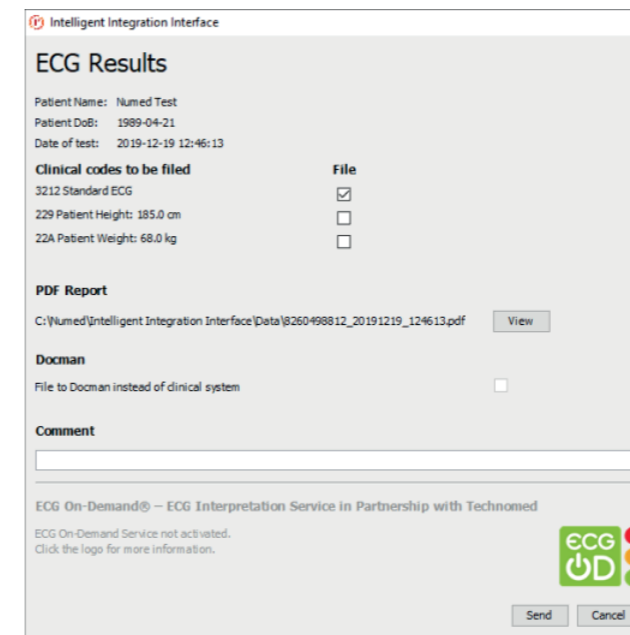 Intelligent Integration Interface
ECG Results
Patient Name: Numed Test
Patient DoB: 1989-04-21
Date of test: 2019-12-19 12:46:13
Clinical codes to be filed File
3212 Standard ECG
229 Patient Height: 185.0 cm
22A Patient Weight: 68.0 kg
PDF Report
C:\Numed\Intelligent Integration Interface\Data\8260498812_20191219_124613.pdf View
Docman
File to Docman instead of clinical system
Comment
ECG On-Demand® – ECG Interpretation Service in Partnership with Technomed
ECG On-Demand Service not activated.
Click the logo for more information.
ECG
OD
Send Cancel